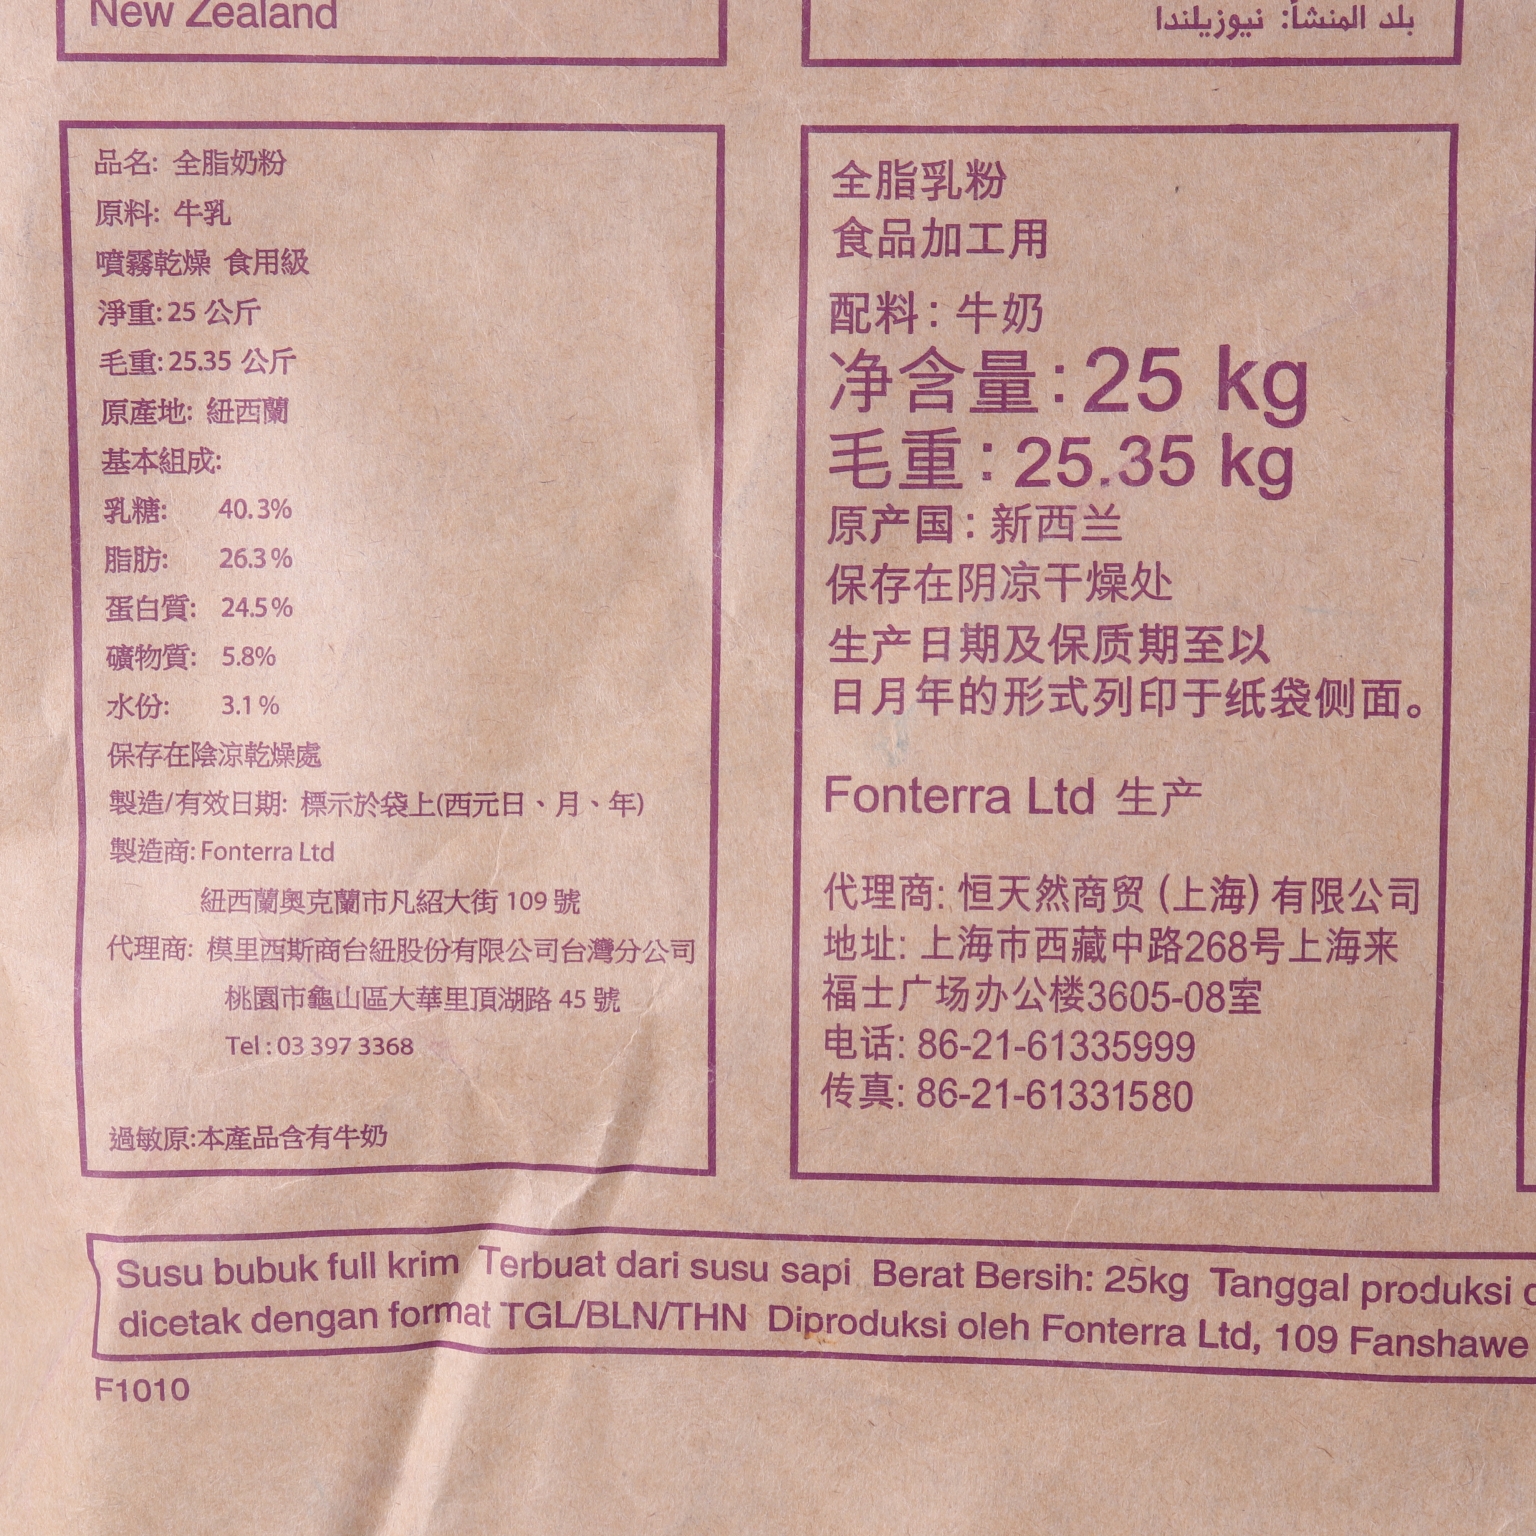 New Zealand
بلد المنشأ: نيوزيلندا
品名: 全脂奶粉
原料: 牛乳
噴霧乾燥 食用級
淨重: 25 公斤
毛重: 25.35 公斤
原產地: 紐西蘭
基本組成:
乳糖: 40.3%
脂肪: 26.3%
蛋白質: 24.5%
礦物質: 5.8%
水份: 3.1%
保存在陰涼乾燥處
製造/有效日期: 標示於袋上(西元日、月、年)
製造商: Fonterra Ltd
紐西蘭奧克蘭市凡紹大街 109 號
代理商: 模里西斯商台紐股份有限公司台灣分公司
桃園市龜山區大華里頂湖路 45 號
Tel : 03 397 3368
過敏原:本產品含有牛奶
全脂乳粉
食品加工用
配料: 牛奶
净含量: 25 kg
毛重: 25.35 kg
原产国: 新西兰
保存在阴凉干燥处
生产日期及保质期至以
日月年的形式列印于纸袋侧面。
Fonterra Ltd 生产
代理商: 恒天然商贸 (上海) 有限公司
地址: 上海市西藏中路268号上海来
福士广场办公楼3605-08室
电话: 86-21-61335999
传真: 86-21-61331580
Susu bubuk full krim Terbuat dari susu sapi Berat Bersih: 25kg Tanggal produksi
dicetak dengan format TGL/BLN/THN Diproduksi oleh Fonterra Ltd, 109 Fanshawe
F1010